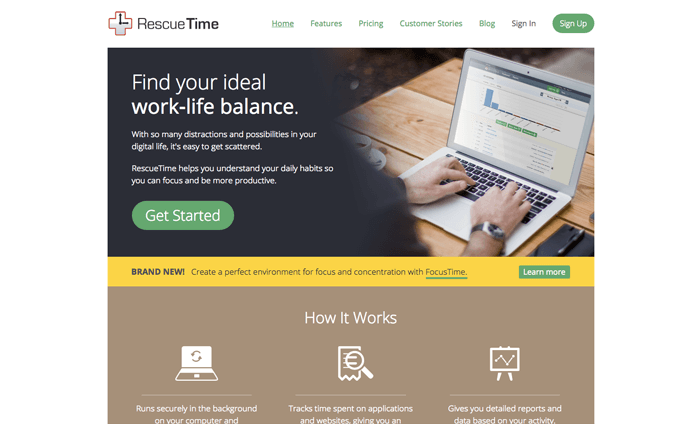 RescueTime
Home Features Pricing Customer Stories Blog Sign In Sign Up
Find your ideal
work-life balance.
With so many distractions and possibilities in your
digital life, it's easy to get scattered.
RescueTime helps you understand your daily habits so
you can focus and be more productive.
Get Started
BRAND NEW! Create a perfect environment for focus and concentration with FocusTime. Learn more
How It Works
Runs securely in the background
on your computer and
Tracks time spent on applications
and websites, giving you an
Gives you detailed reports and
data based on your activity.